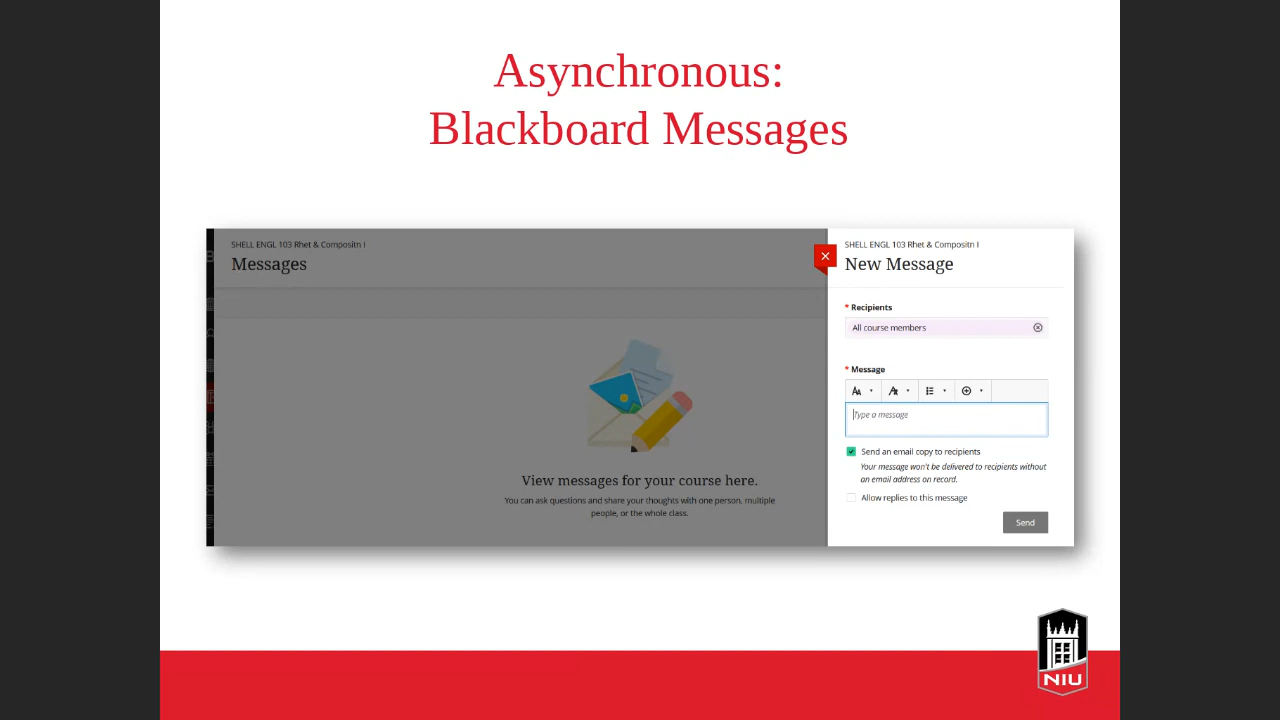 Asynchronous:
Blackboard Messages
SHELL ENGL 103 Rhet & Compositn I
Messages
View messages for your course here.
You can ask questions and share your thoughts with one person, multiple
people, or the whole class.
SHELL ENGL 103 Rhet & Compositn I
New Message
* Recipients
All course members
* Message
Type a message
Send an email copy to recipients
Your message won't be delivered to recipients without
an email address on record.
Allow replies to this message
Send
NIU